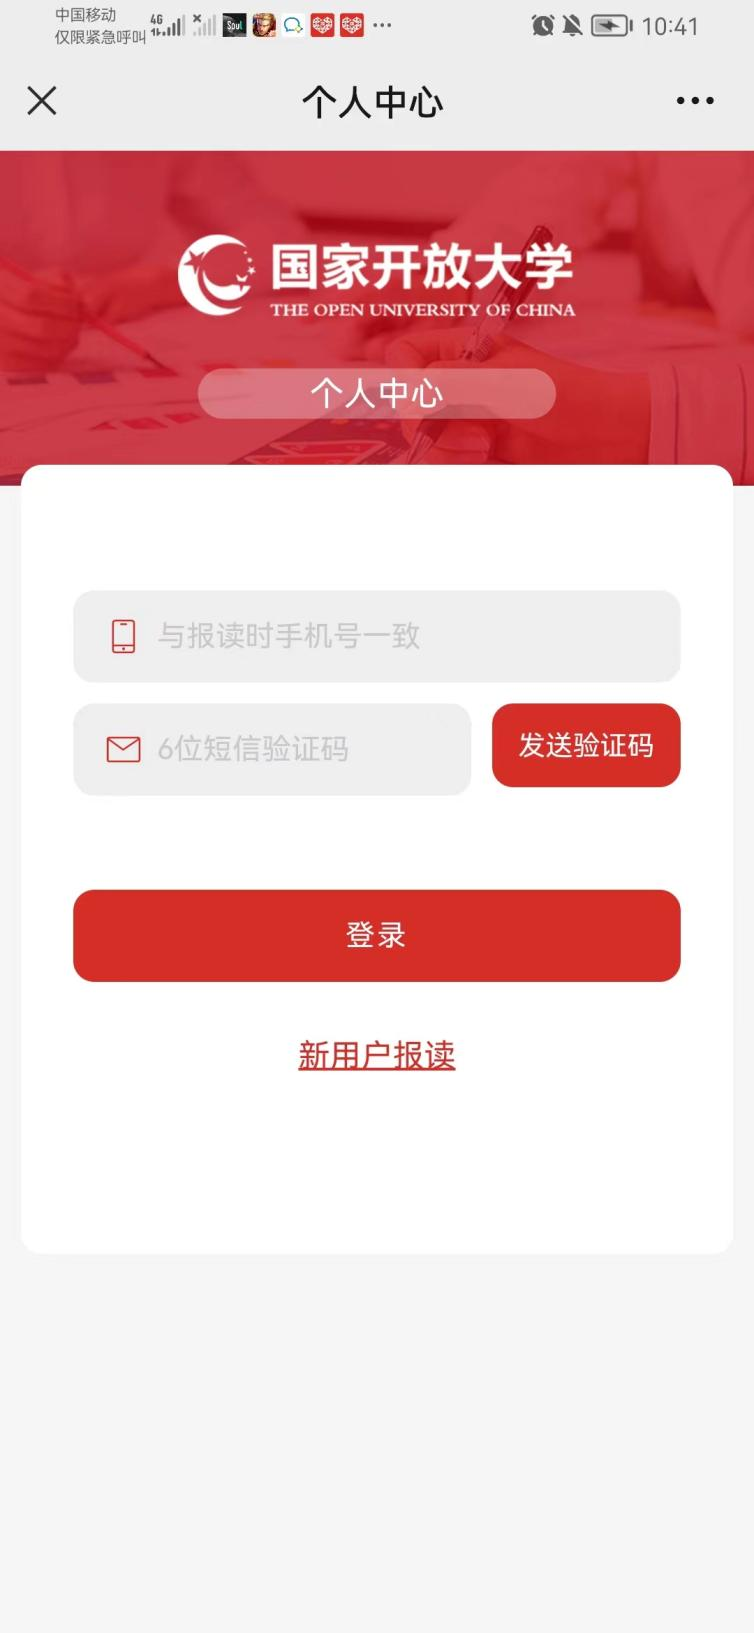 中国移动
仅限紧急呼叫
4G
Soul
10:41
个人中心
国家开放大学
THE OPEN UNIVERSITY OF CHINA
个人中心
与报读时手机号一致
6位短信验证码
发送验证码
登录
新用户报读